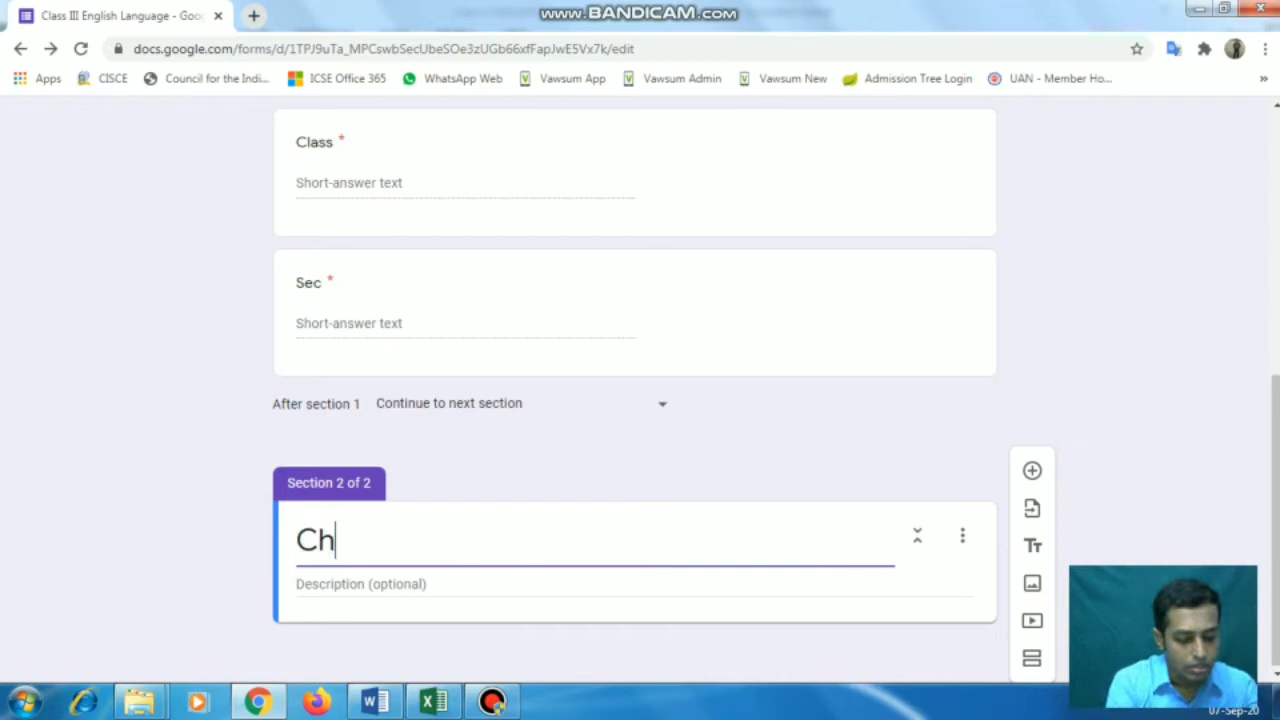 www.BANDICAM.com
Class III English Language - Goo
docs.google.com/forms/d/1TPJ9uTa_MPCswbSecUbeSOe3zUGb66xfFapJwE5Vx7k/edit
Apps CISCE Council for the Indi... ICSE Office 365 WhatsApp Web Vawsum App Vawsum Admin Vawsum New Admission Tree Login UAN - Member Ho... »
Class *
Short-answer text
Sec *
Short-answer text
After section 1 Continue to next section
Section 2 of 2
Ch
Description (optional)
07-Sep-20